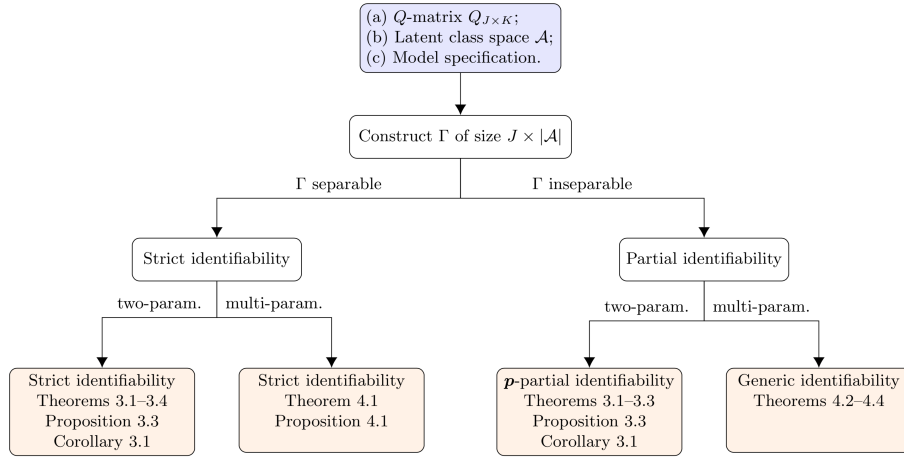 (a) Q-matrix Q_{J×K};
(b) Latent class space 𝒜;
(c) Model specification.
Construct Γ of size J × |𝒜|
Γ separable
Γ inseparable
Strict identifiability
Partial identifiability
two-param.
multi-param.
two-param.
multi-param.
Strict identifiability
Theorems 3.1–3.4
Proposition 3.3
Corollary 3.1
Strict identifiability
Theorem 4.1
Proposition 4.1
p-partial identifiability
Theorems 3.1–3.3
Proposition 3.3
Corollary 3.1
Generic identifiability
Theorems 4.2–4.4